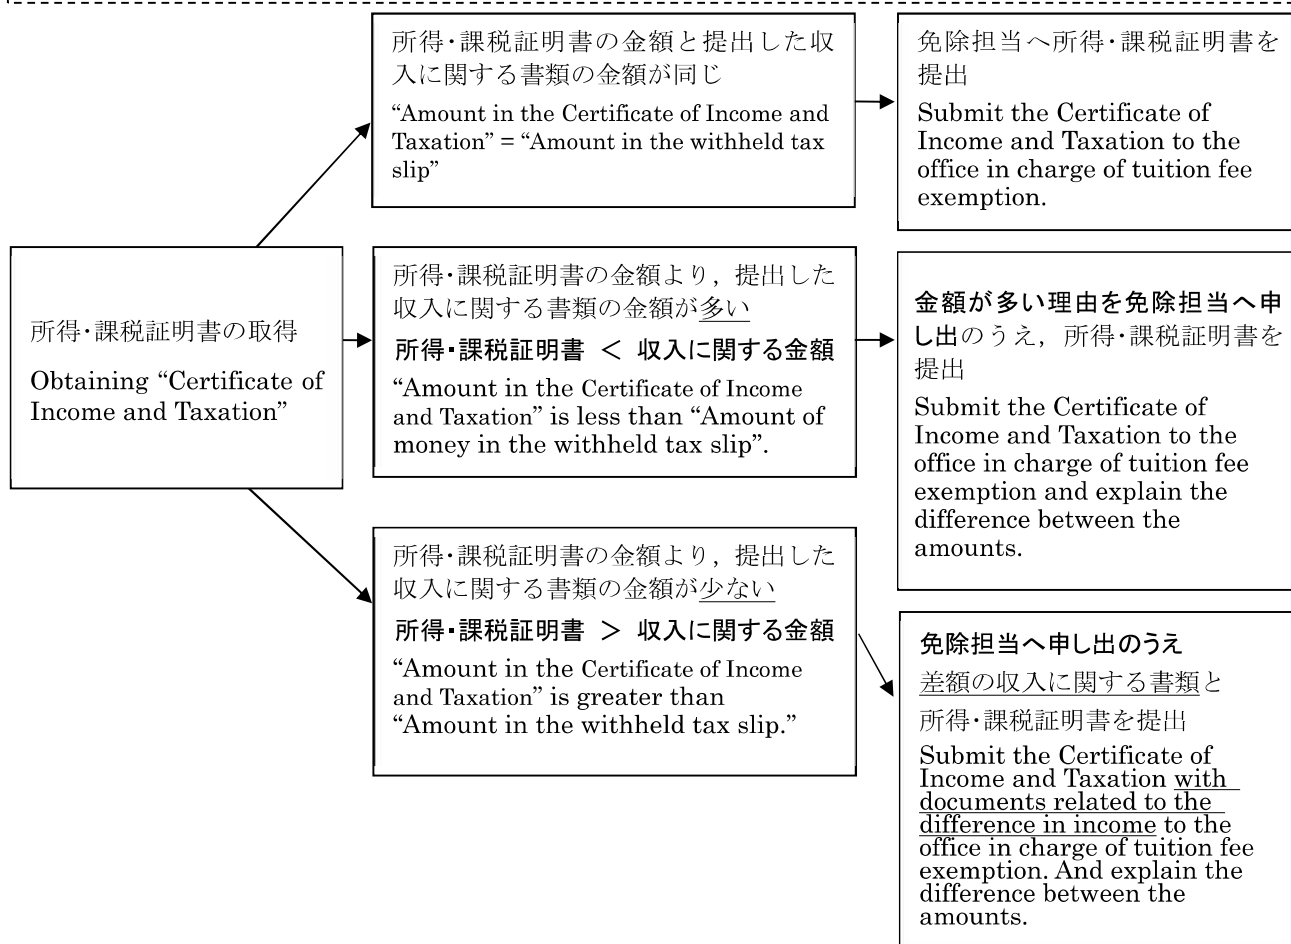 所得・課税証明書の取得
Obtaining “Certificate of
Income and Taxation”
所得・課税証明書の金額と提出した収
入に関する書類の金額が同じ
“Amount in the Certificate of Income and
Taxation” = “Amount in the withheld tax
slip”
免除担当へ所得・課税証明書を
提出
Submit the Certificate of
Income and Taxation to the
office in charge of tuition fee
exemption.
所得・課税証明書の金額より，提出した
収入に関する書類の金額が多い
所得・課税証明書 ＜ 収入に関する金額
“Amount in the Certificate of Income
and Taxation” is less than “Amount of
money in the withheld tax slip”.
金額が多い理由を免除担当へ申
し出のうえ，所得・課税証明書を
提出
Submit the Certificate of
Income and Taxation to the
office in charge of tuition fee
exemption and explain the
difference between the
amounts.
所得・課税証明書の金額より，提出した
収入に関する書類の金額が少ない
所得・課税証明書 ＞ 収入に関する金額
“Amount in the Certificate of Income
and Taxation” is greater than
“Amount in the withheld tax slip.”
免除担当へ申し出のうえ
差額の収入に関する書類と
所得・課税証明書を提出
Submit the Certificate of
Income and Taxation with
documents related to the
difference in income to the
office in charge of tuition fee
exemption. And explain the
difference between the
amounts.